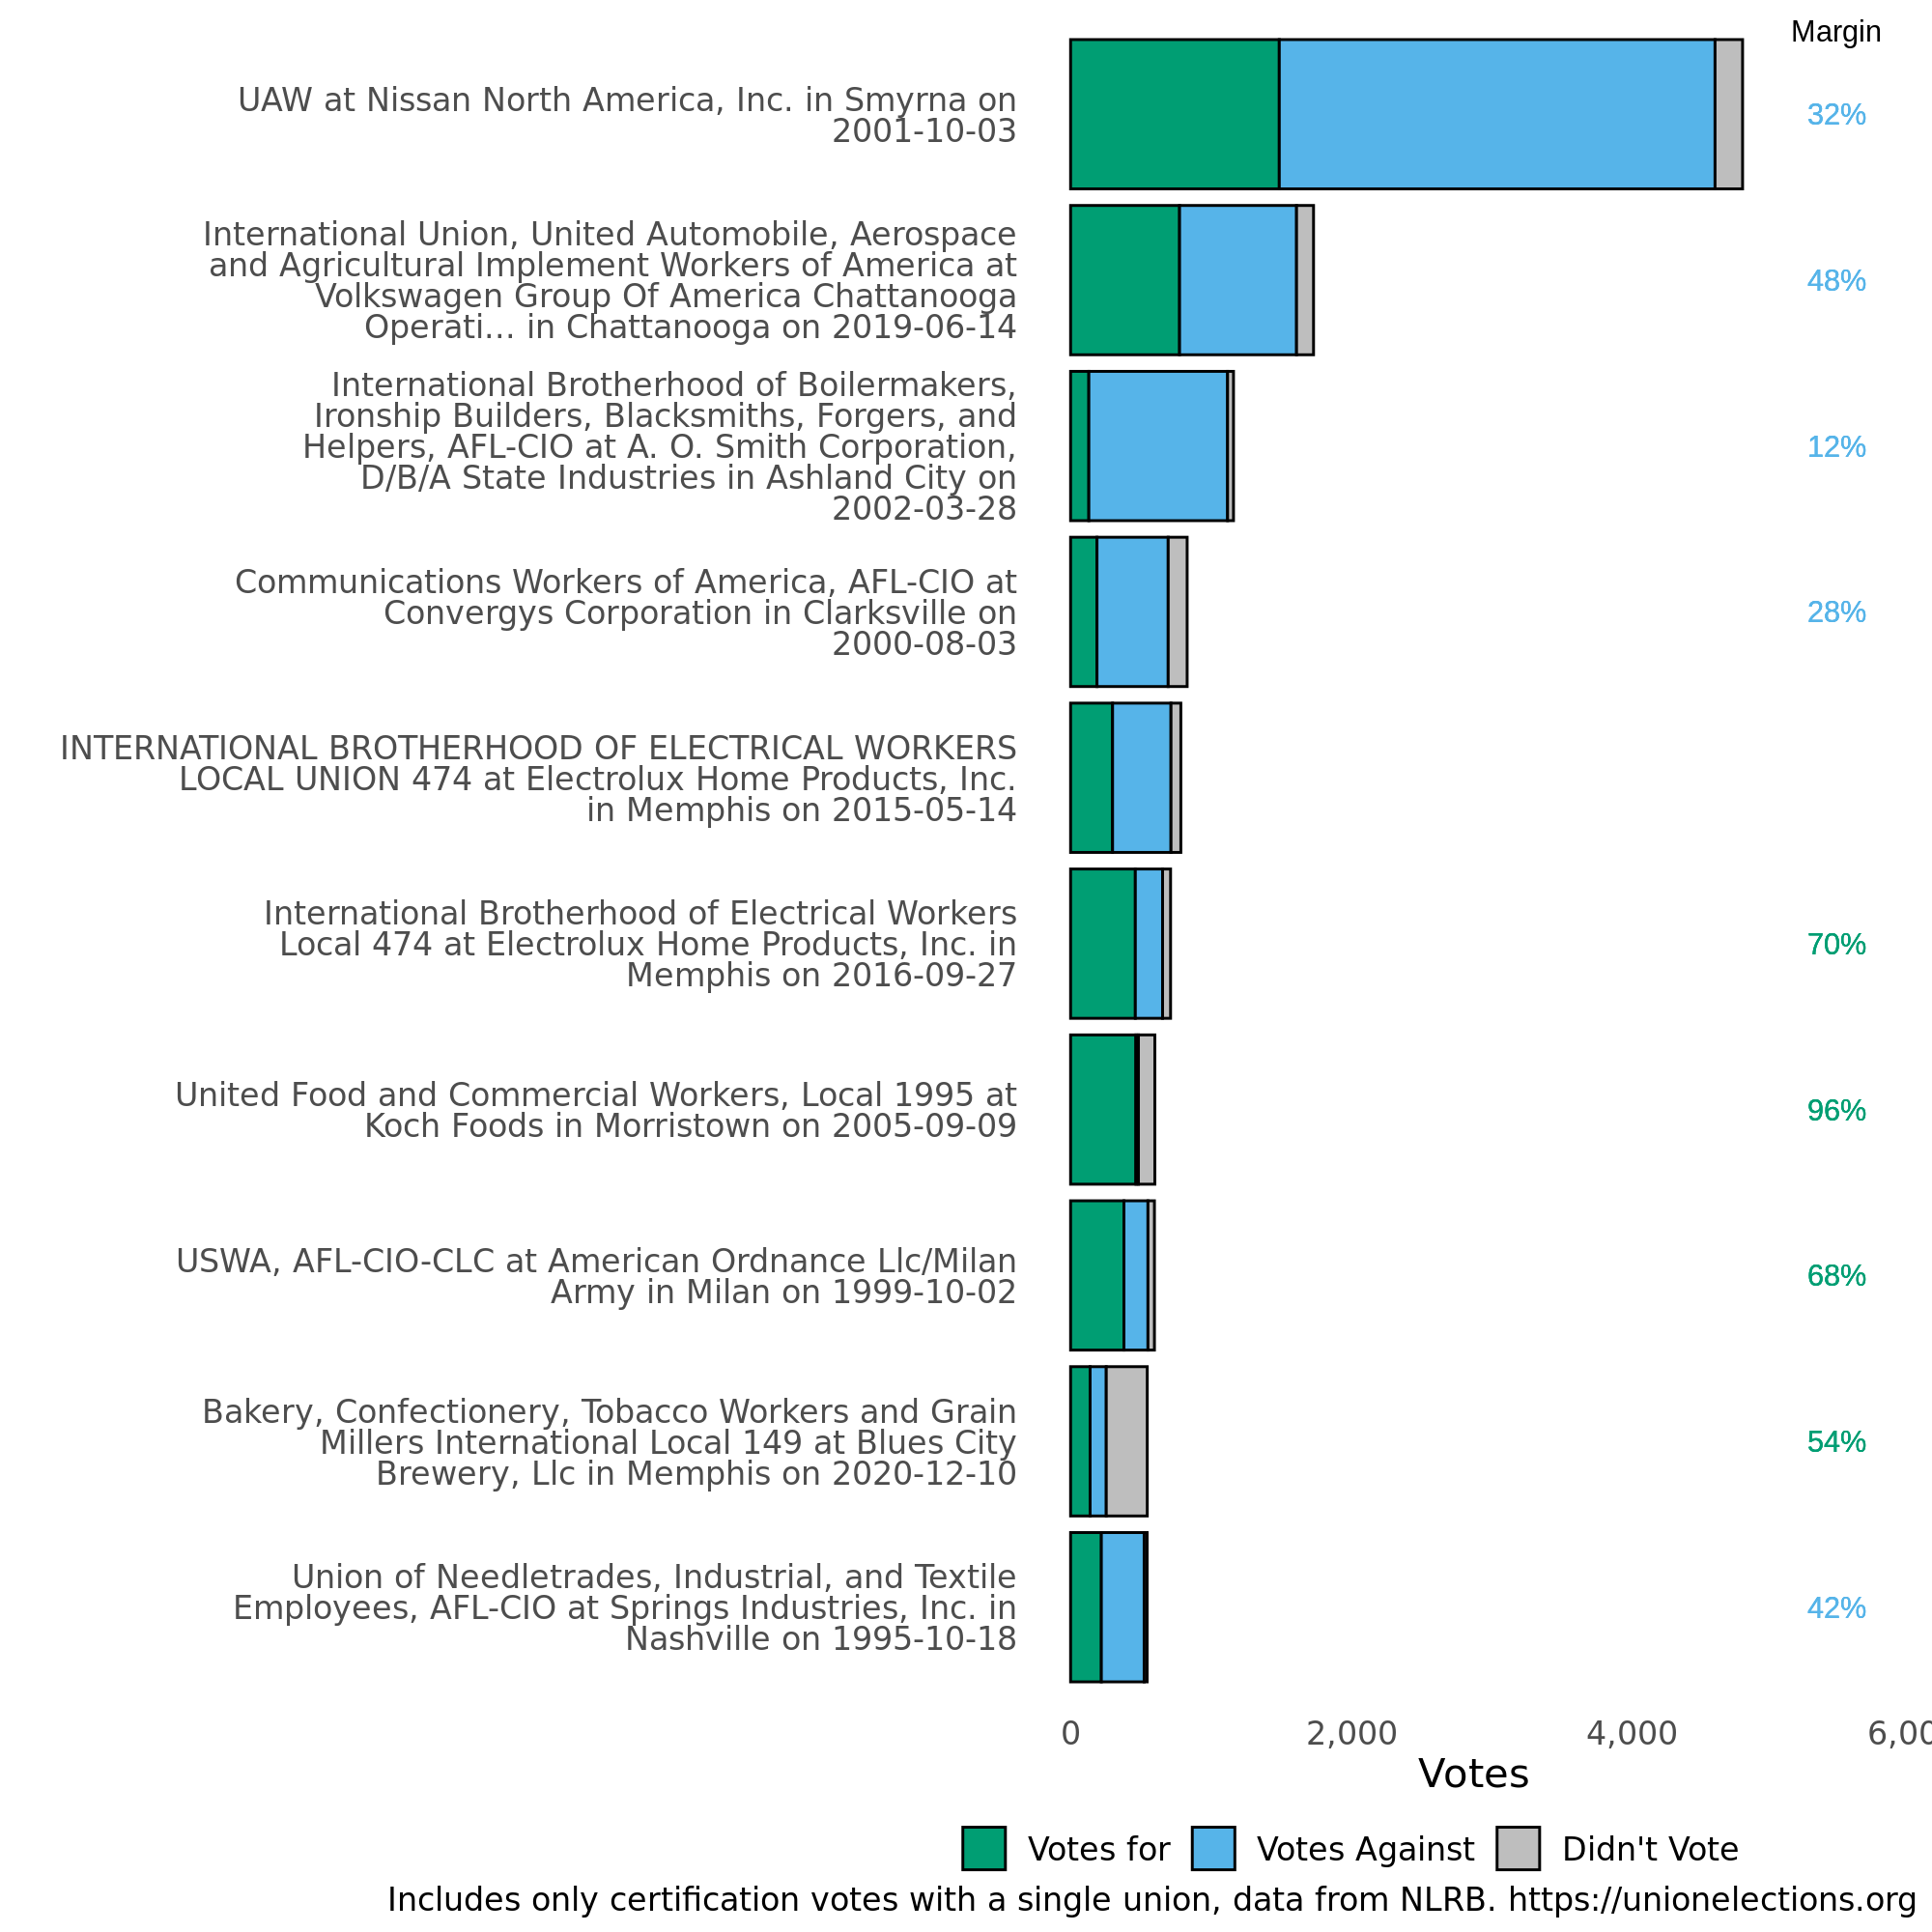 Margin
UAW at Nissan North America, Inc. in Smyrna on
2001-10-03
32%
International Union, United Automobile, Aerospace
and Agricultural Implement Workers of America at
Volkswagen Group Of America Chattanooga
Operati... in Chattanooga on 2019-06-14
48%
International Brotherhood of Boilermakers,
Ironship Builders, Blacksmiths, Forgers, and
Helpers, AFL-CIO at A. O. Smith Corporation,
D/B/A State Industries in Ashland City on
2002-03-28
12%
Communications Workers of America, AFL-CIO at
Convergys Corporation in Clarksville on
2000-08-03
28%
INTERNATIONAL BROTHERHOOD OF ELECTRICAL WORKERS
LOCAL UNION 474 at Electrolux Home Products, Inc.
in Memphis on 2015-05-14
International Brotherhood of Electrical Workers
Local 474 at Electrolux Home Products, Inc. in
Memphis on 2016-09-27
70%
United Food and Commercial Workers, Local 1995 at
Koch Foods in Morristown on 2005-09-09
96%
USWA, AFL-CIO-CLC at American Ordnance Llc/Milan
Army in Milan on 1999-10-02
68%
Bakery, Confectionery, Tobacco Workers and Grain
Millers International Local 149 at Blues City
Brewery, Llc in Memphis on 2020-12-10
54%
Union of Needletrades, Industrial, and Textile
Employees, AFL-CIO at Springs Industries, Inc. in
Nashville on 1995-10-18
42%
0 2,000 4,000 6,00
Votes
Votes for Votes Against Didn't Vote
Includes only certification votes with a single union, data from NLRB. https://unionelections.org